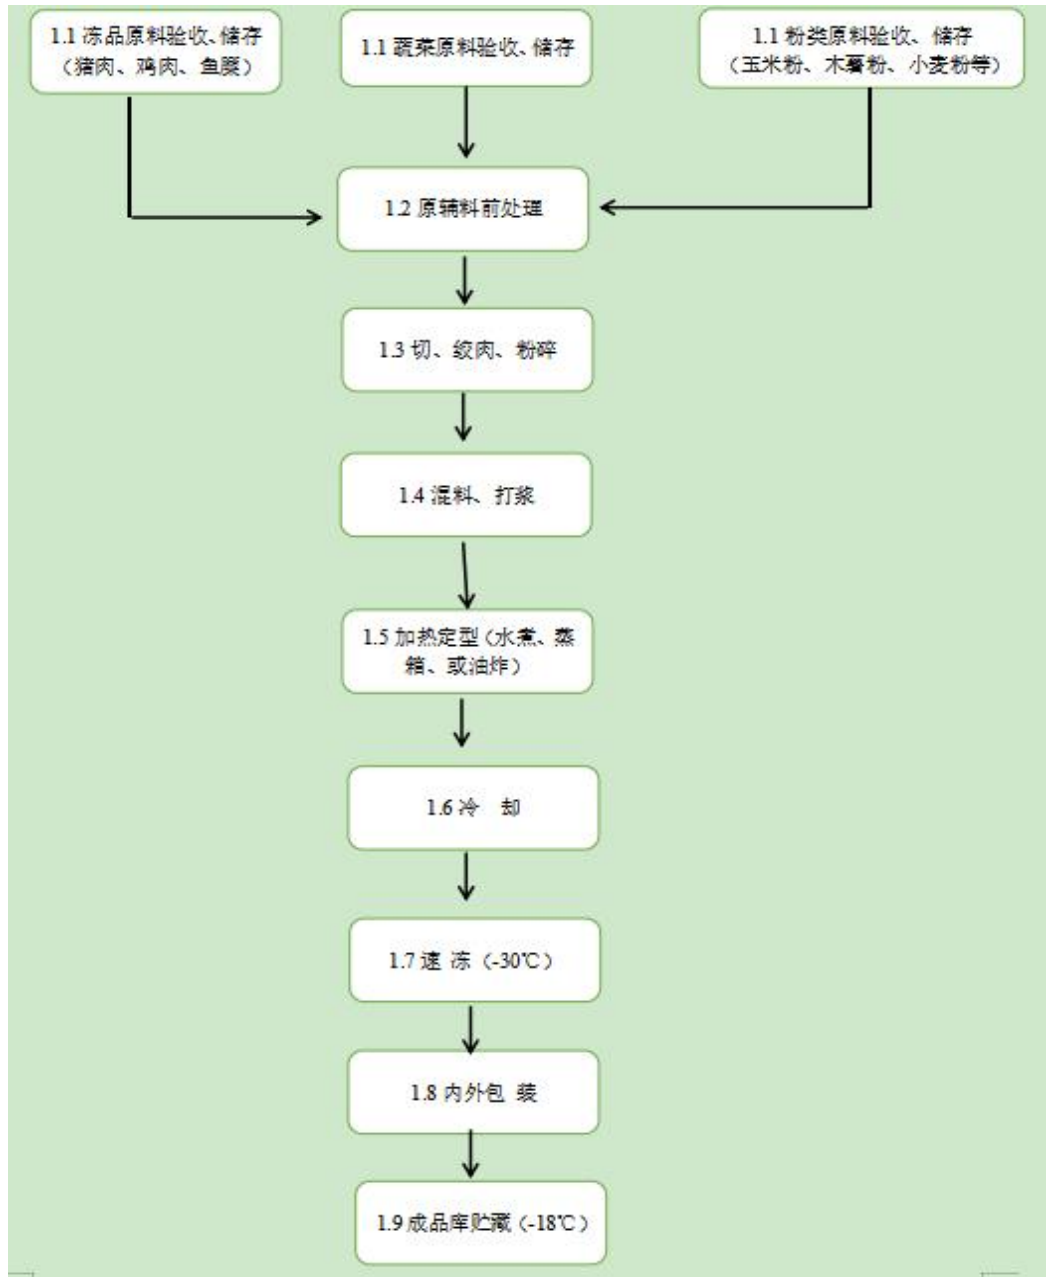 1.1 冻品原料验收、储存
（猪肉、鸡肉、鱼糜）
1.1 蔬菜原料验收、储存
1.1 粉类原料验收、储存
（玉米粉、木薯粉、小麦粉等）
1.2 原辅料前处理
1.3 切、绞肉、粉碎
1.4 混料、打浆
1.5 加热定型（水煮、蒸
箱、或油炸）
1.6 冷 却
1.7 速 冻（-30℃）
1.8 内外包 装
1.9 成品库贮藏（-18℃）